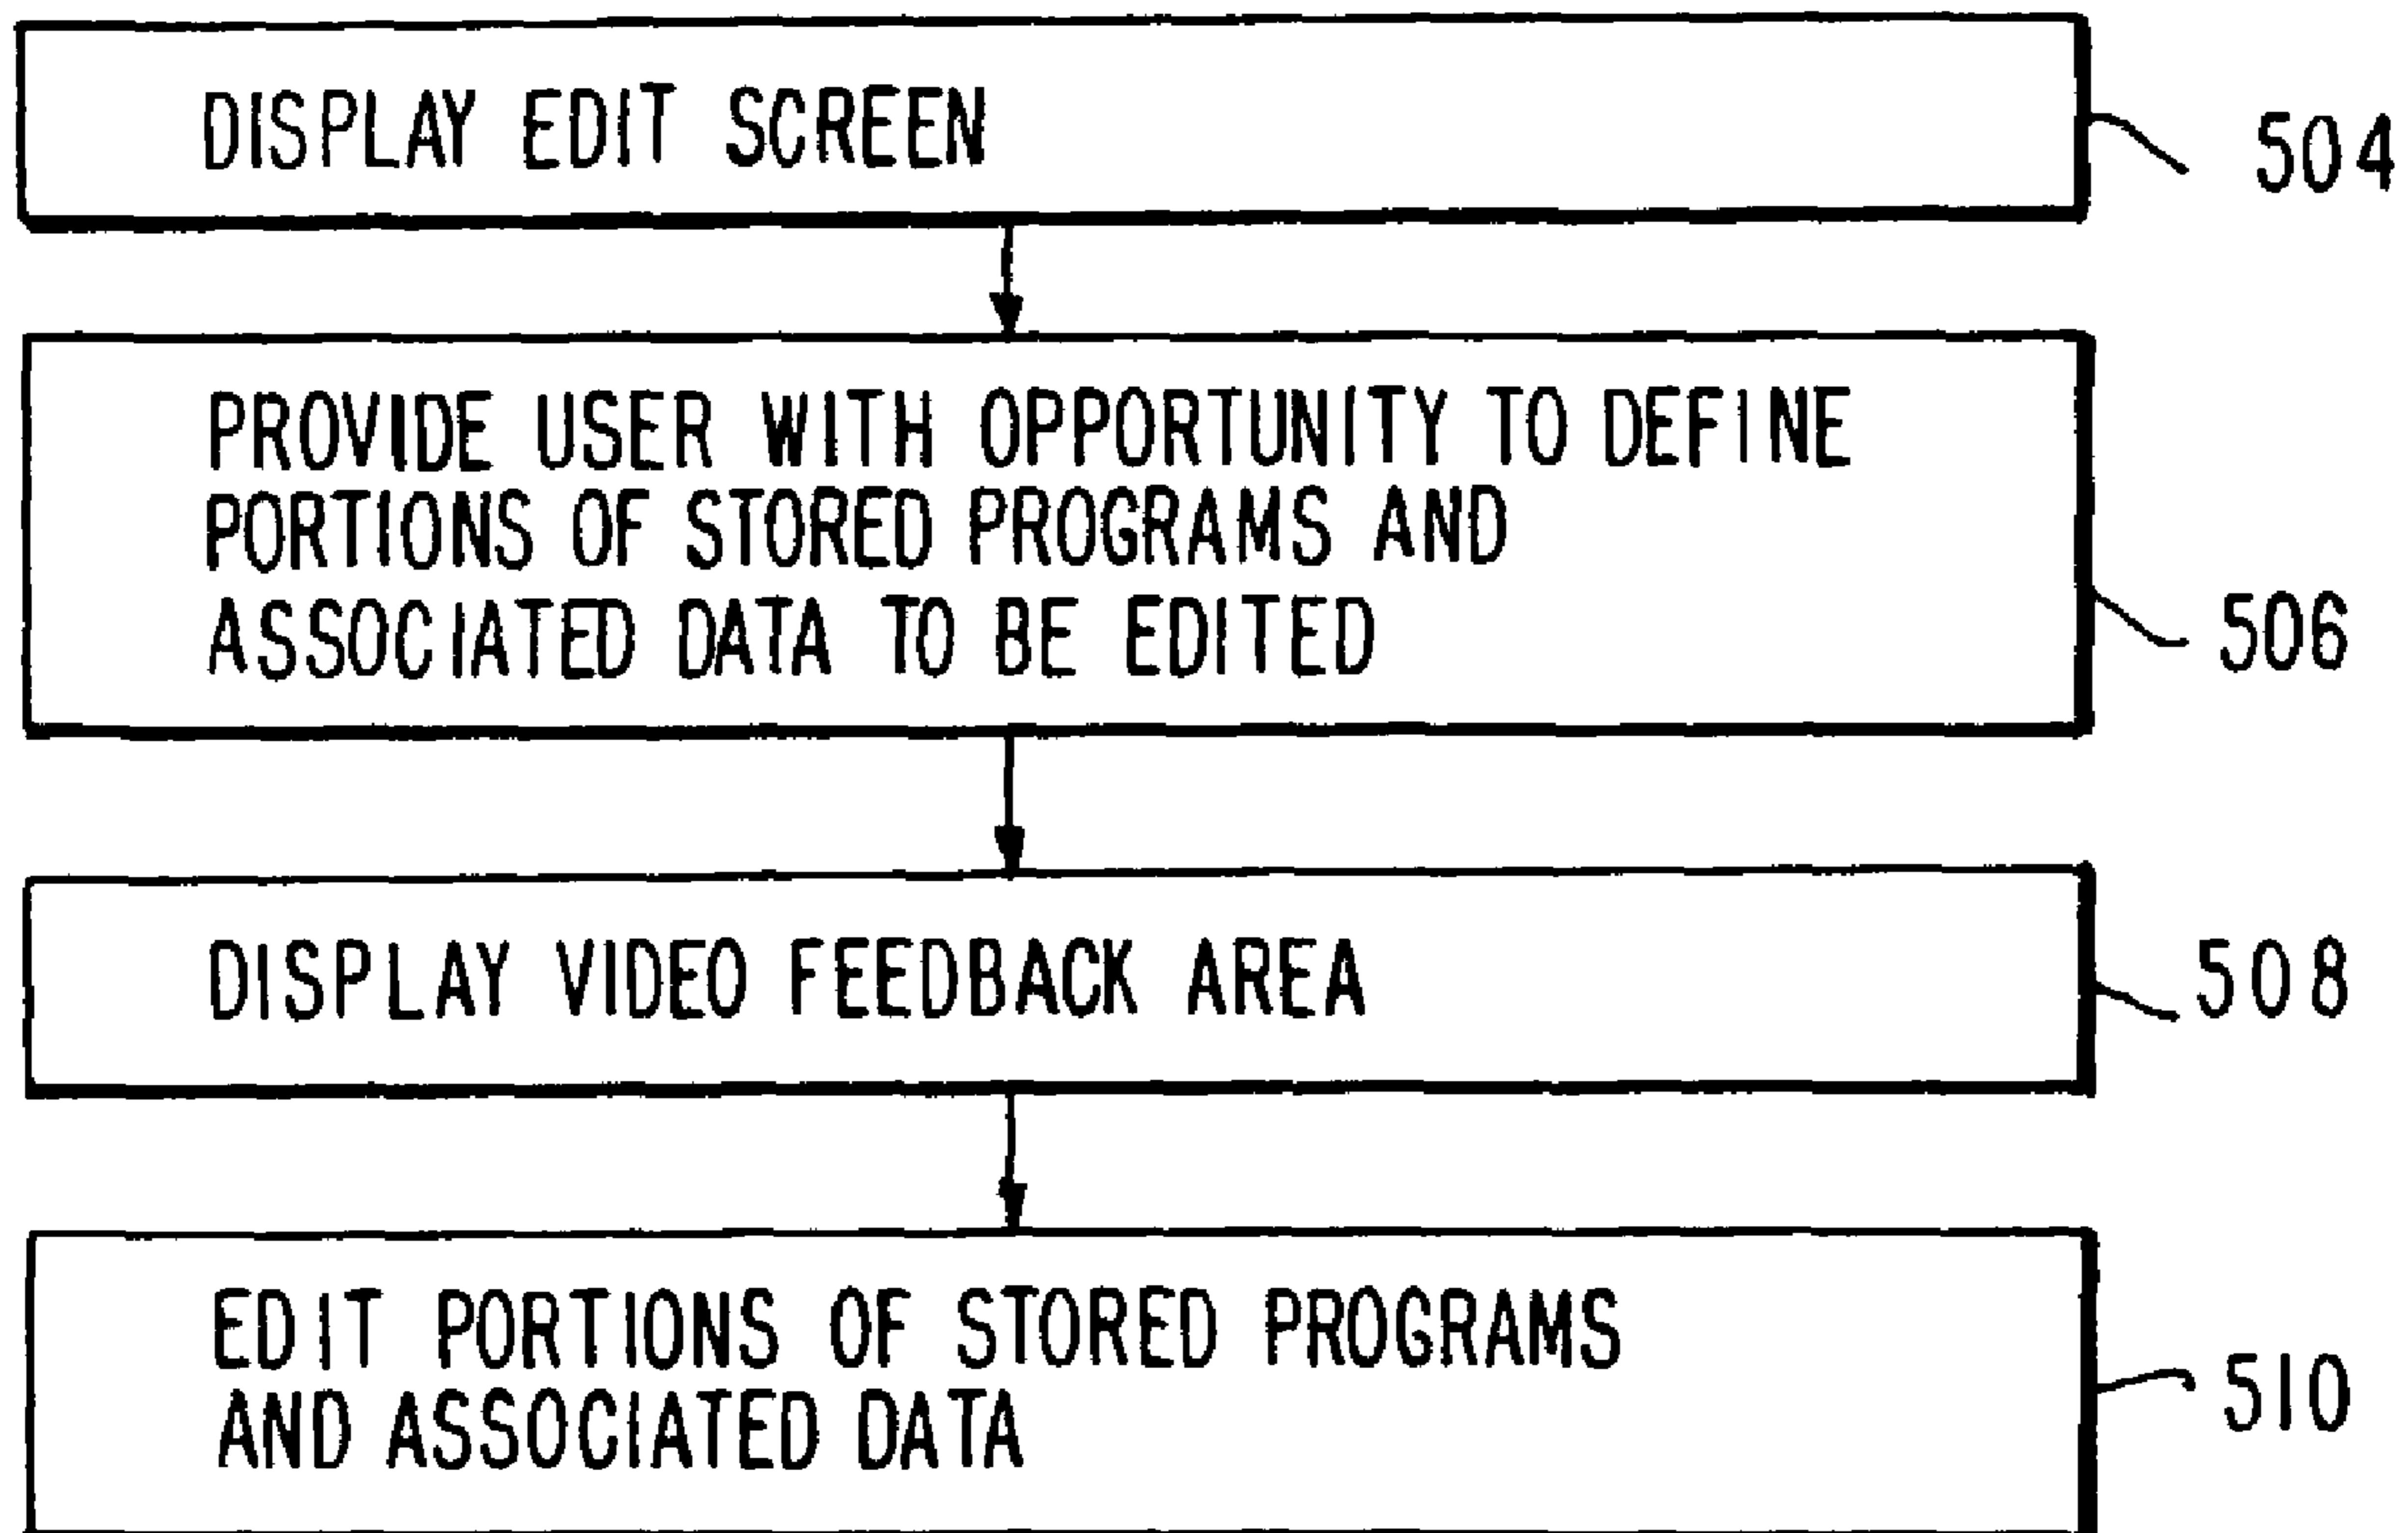 DISPLAY EDIT SCREEN
504
PROVIDE USER WITH OPPORTUNITY TO DEFINE
PORTIONS OF STORED PROGRAMS AND
ASSOCIATED DATA TO BE EDITED
506
DISPLAY VIDEO FEEDBACK AREA
508
EDIT PORTIONS OF STORED PROGRAMS
AND ASSOCIATED DATA
510